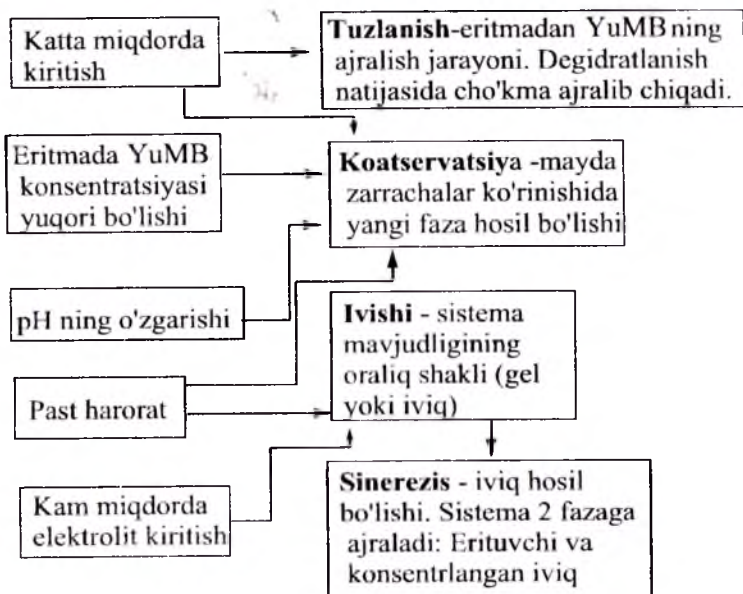 Katta miqdorda
kiritish
Tuzlanish-eritmadan YuMB ning
ajralish jarayoni. Degidratlanish
natijasida cho'kma ajralib chiqadi.
Eritmada YuMB
konsentratsiyasi
yuqori bo'lishi
Koatservatsiya -mayda
zarrachalar ko'rinishida
yangi faza hosil bo'lishi
pH ning o'zgarishi
Ivishi - sistema
mavjudligining
oraliq shakli (gel
yoki iviq)
Past harorat
Kam miqdorda
elektrolit kiritish
Sinerezis - iviq hosil
bo'lishi. Sistema 2 fazaga
ajraladi: Erituvchi va
konsentrlangan iviq